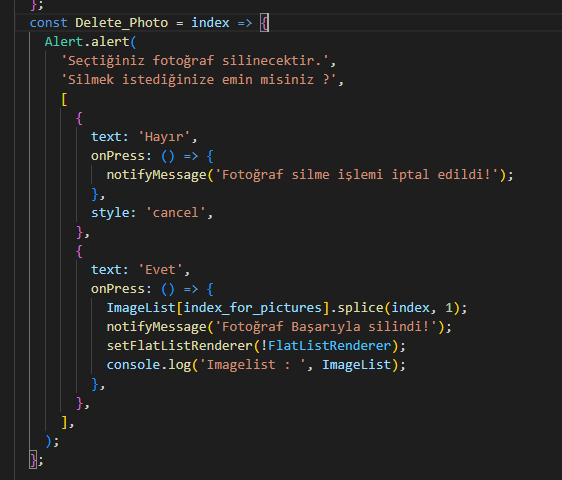 };
const Delete_Photo = index => {
Alert.alert(
'Seçtiğiniz fotoğraf silinecektir.',
'Silmek istediğinize emin misiniz ?',
[
{
text: 'Hayır',
onPress: () => {
notifyMessage('Fotoğraf silme işlemi iptal edildi!');
},
style: 'cancel',
},
{
text: 'Evet',
onPress: () => {
ImageList[index_for_pictures].splice(index, 1);
notifyMessage('Fotoğraf Başarıyla silindi!');
setFlatListRenderer(!FlatListRenderer);
console.log('Imagelist : ', ImageList);
},
},
],
);
};